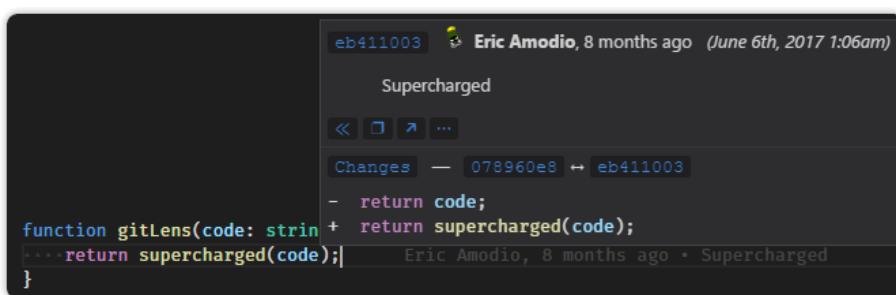 eb411003 Eric Amodio, 8 months ago (June 6th, 2017 1:06am)
Supercharged
Changes — 078960e8 ↔ eb411003
- return code;
+ return supercharged(code);
function gitLens(code: strin
····return supercharged(code); Eric Amodio, 8 months ago • Supercharged
}